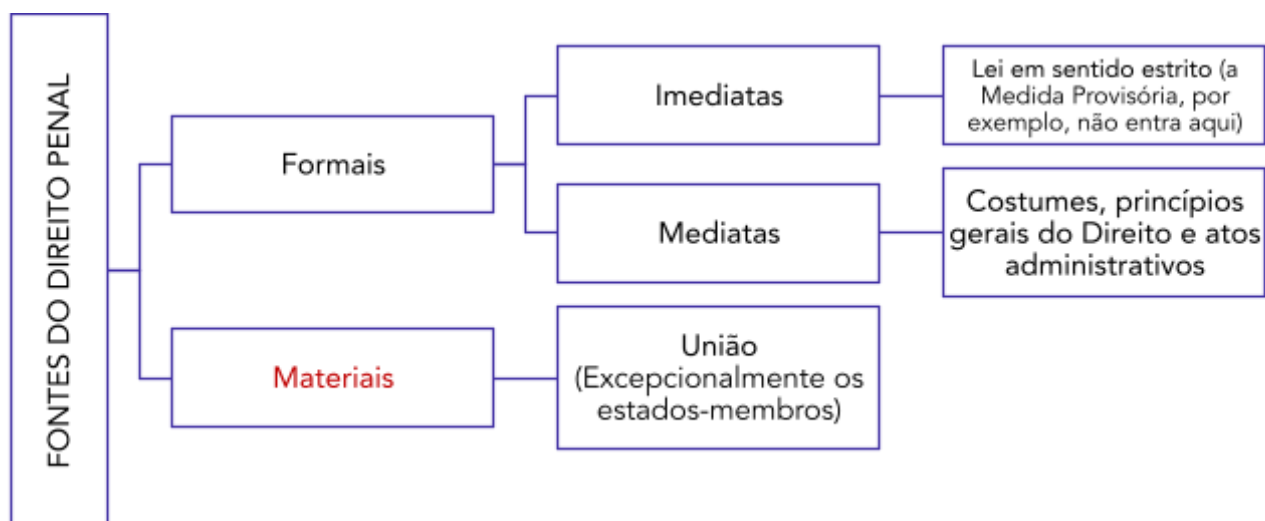 FONTES DO DIREITO PENAL
Formais
Imediatas
Lei em sentido estrito (a
Medida Provisória, por
exemplo, não entra aqui)
Mediatas
Costumes, princípios
gerais do Direito e atos
administrativos
Materiais
União
(Excepcionalmente os
estados-membros)